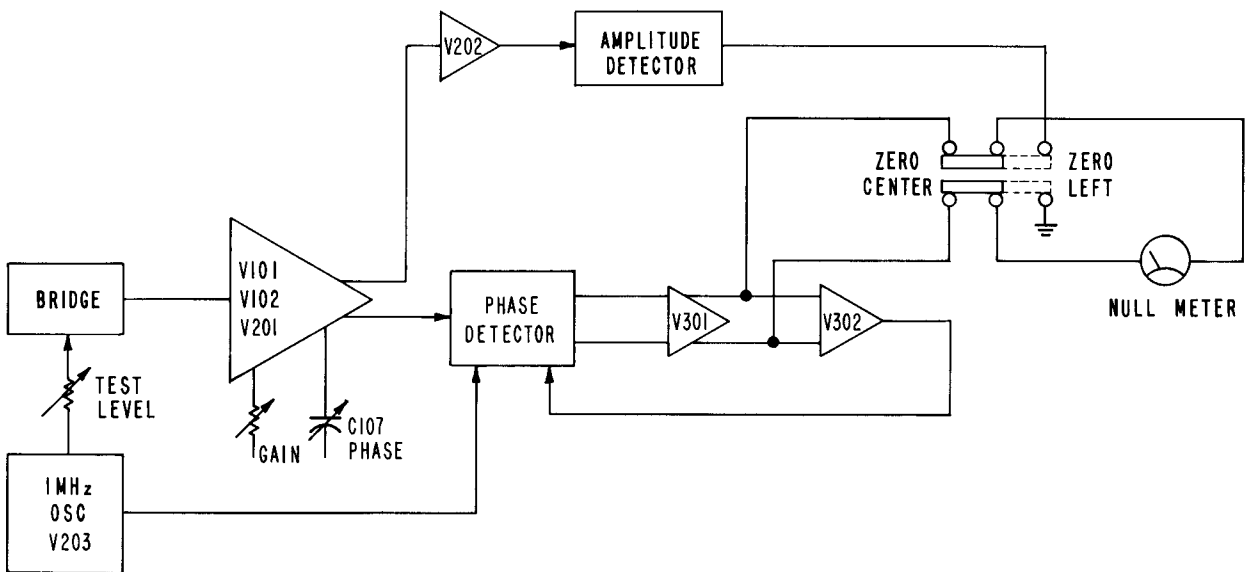 V202
AMPLITUDE
DETECTOR
ZERO
CENTER
ZERO
LEFT
BRIDGE
V101
V102
V201
PHASE
DETECTOR
V301
V302
NULL METER
TEST
LEVEL
GAIN
C107
PHASE
1MHz
OSC
V203